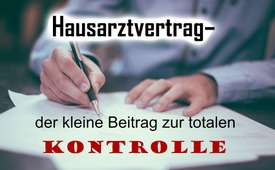 Hausarztvertrag–
der kleine Beitrag zur totalen
KONTROLLE